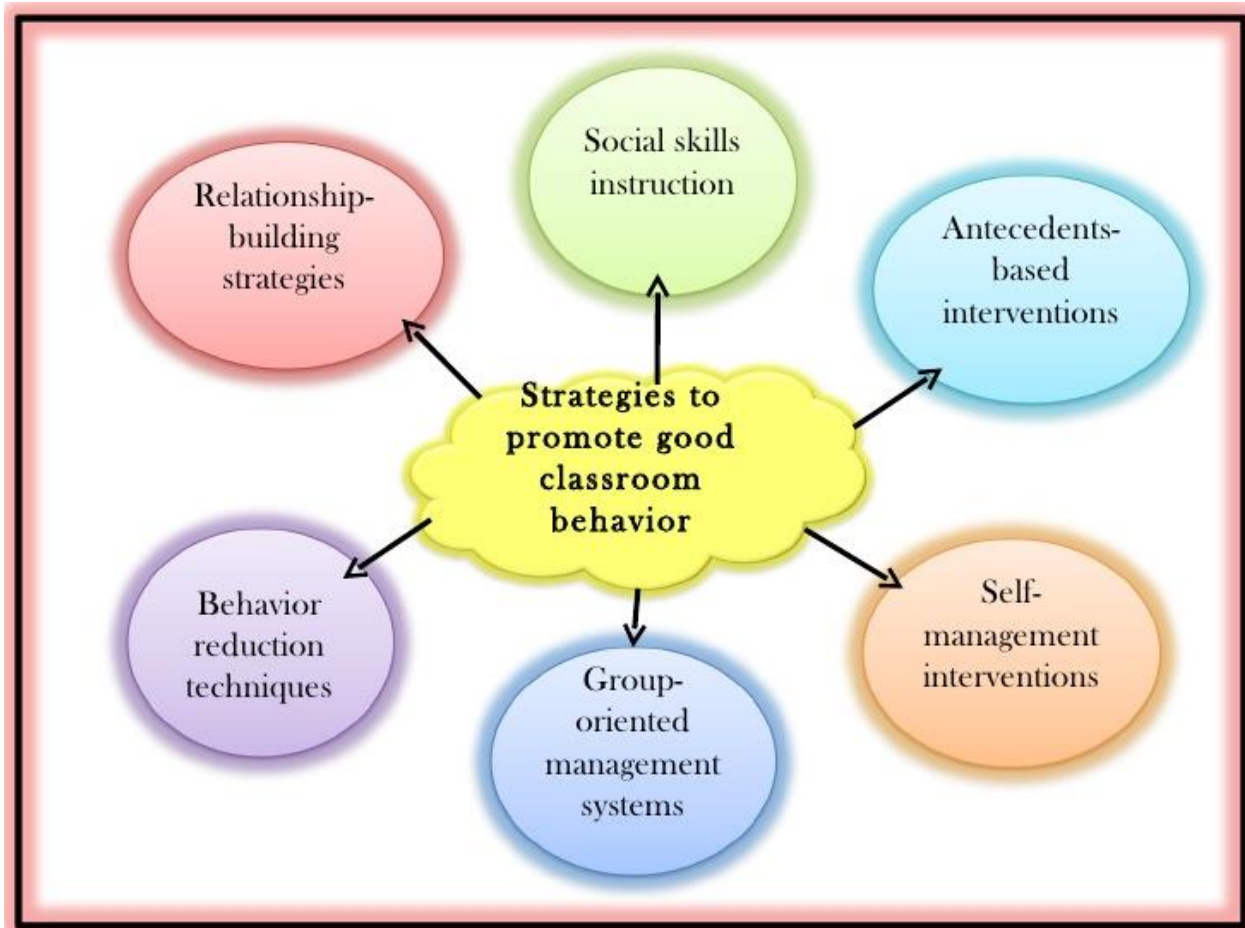 Social skills
instruction
Relationship-
building
strategies
Antecedents-
based
interventions
Strategies to
promote good
classroom
behavior
Behavior
reduction
techniques
Self-
management
interventions
Group-
oriented
management
systems